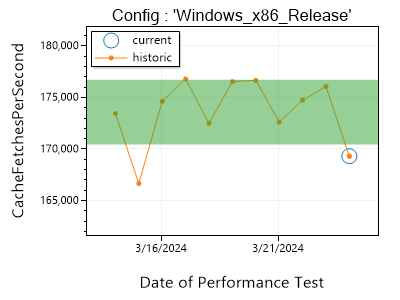 Config : 'Windows_x86_Release'
current
historic
180,000
175,000
170,000
165,000
CacheFetchesPerSecond
3/16/2024
3/21/2024
Date of Performance Test